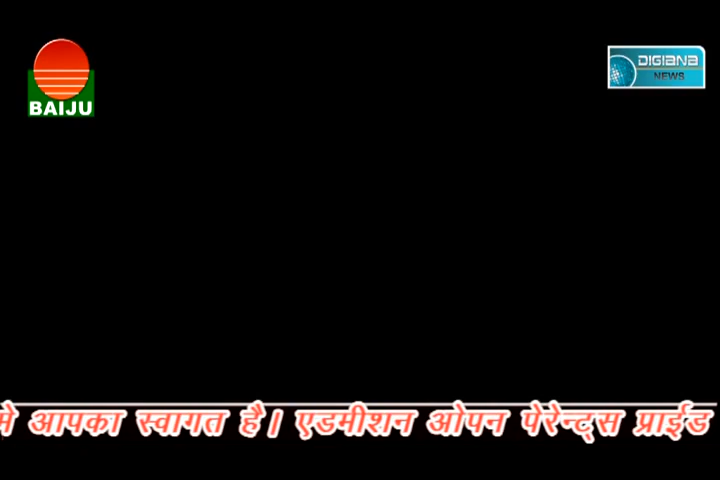 BAIJU
DIGIANA
NEWS
मे आपका स्वागत है। एडमीशन ओपन पेरेन्ट्स प्राईड